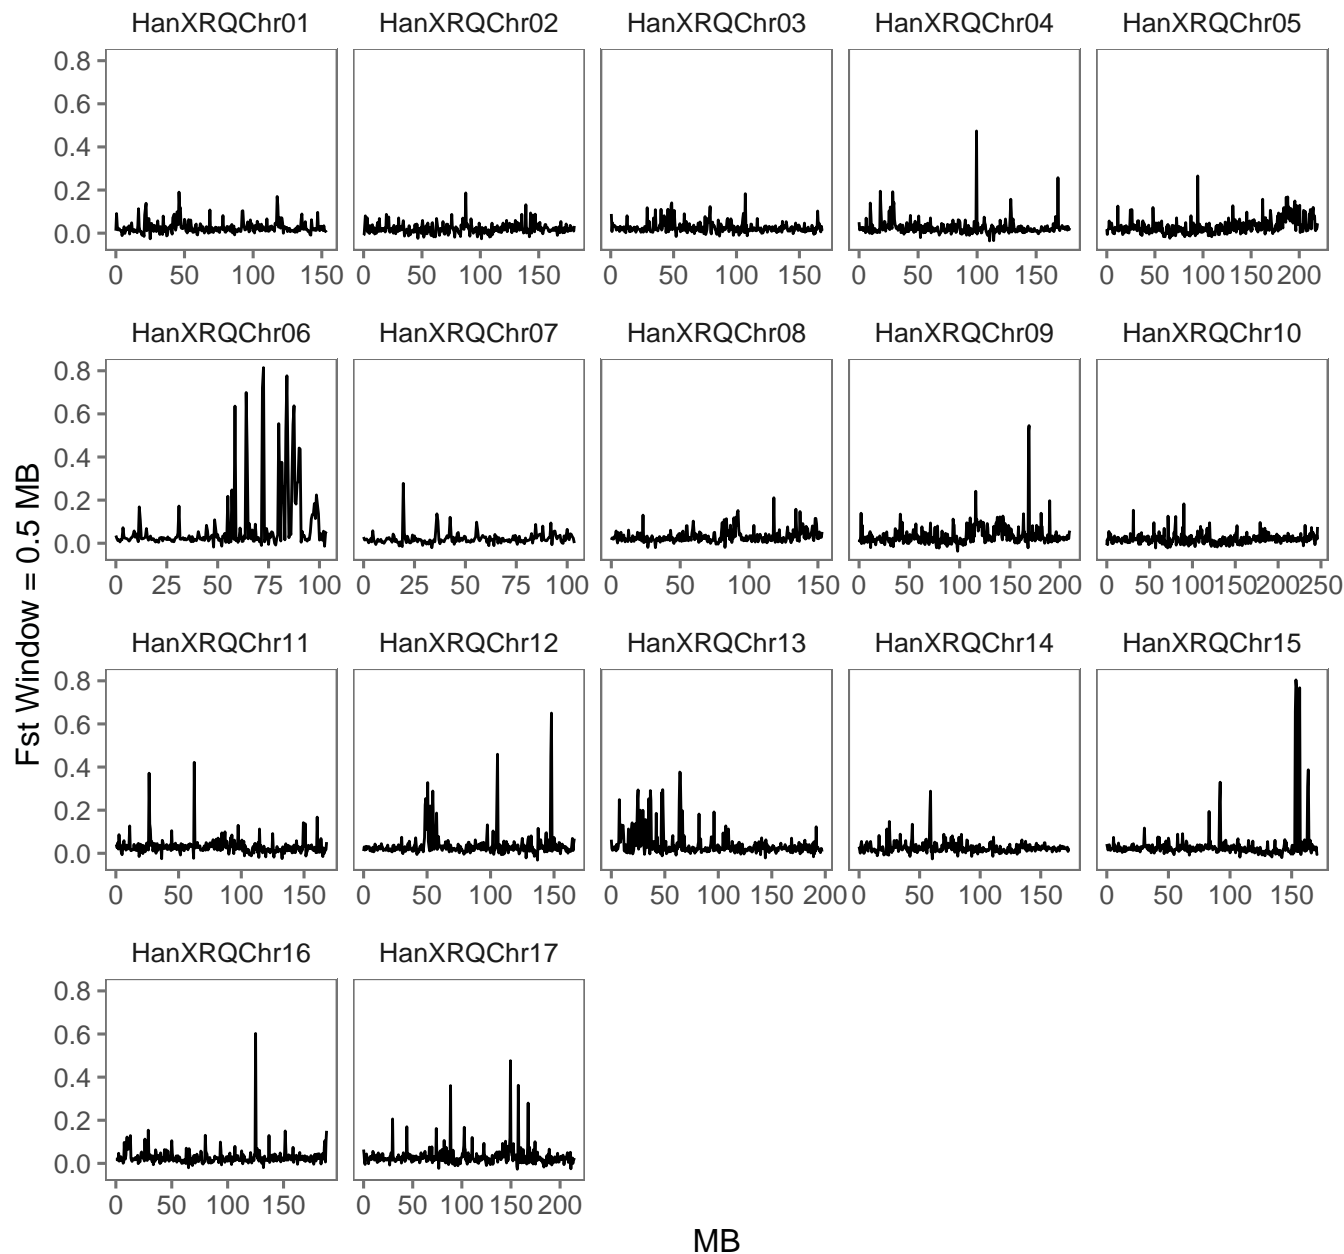 HanXRQChr01 HanXRQChr02 HanXRQChr03 HanXRQChr04 HanXRQChr05
0.8
0.6
0.4
0.2
0.0
0 50 100 150 0 50 100 150 0 50 100 150 0 50 100 150 0 50 100 150 200
HanXRQChr06 HanXRQChr07 HanXRQChr08 HanXRQChr09 HanXRQChr10
0.8
0.6
0.4
0.2
0.0
0 25 50 75 100 0 25 50 75 100 0 50 100 150 0 50 100 150 200 0 50 100 150 200 250
Fst Window = 0.5 MB
HanXRQChr11 HanXRQChr12 HanXRQChr13 HanXRQChr14 HanXRQChr15
0.8
0.6
0.4
0.2
0.0
0 50 100 150 0 50 100 150 0 50 100 150 200 0 50 100 150 0 50 100 150
HanXRQChr16 HanXRQChr17
0.8
0.6
0.4
0.2
0.0
0 50 100 150 0 50 100 150 200
MB